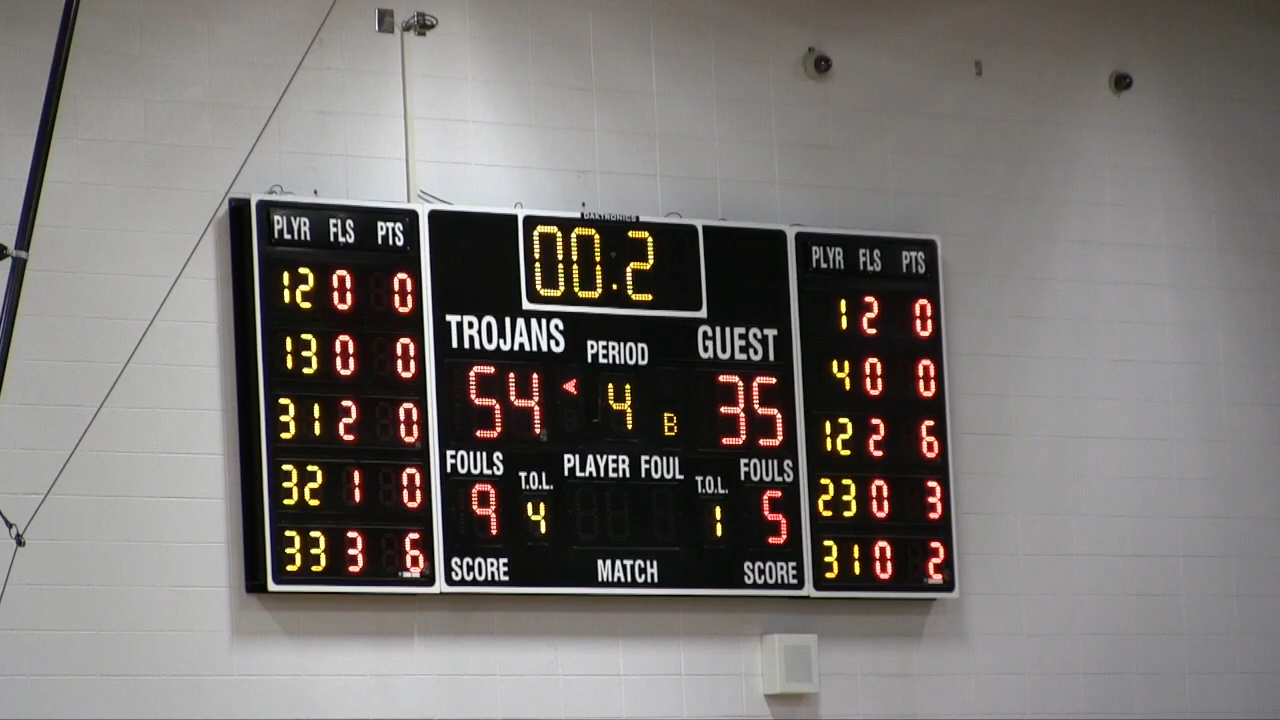 DAKTRONICS
00.2
PLYR FLS PTS
12 0 0
13 0 0
31 2 0
32 1 0
33 3 6
TROJANS PERIOD GUEST
54 4 B 35
FOULS T.O.L. PLAYER FOUL T.O.L. FOULS
9 4 1 5
SCORE MATCH SCORE
PLYR FLS PTS
1 2 0
4 0 0
12 2 6
23 0 3
31 0 2